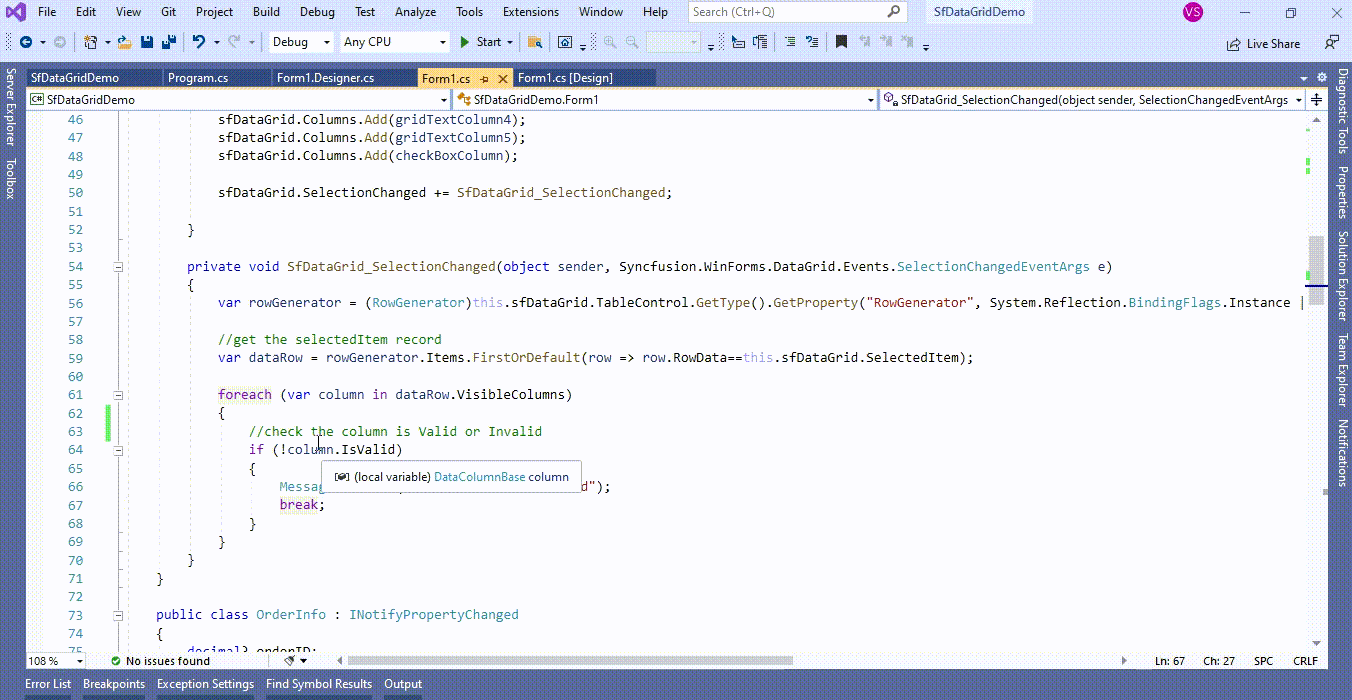 File Edit View Git Project Build Debug Test Analyze Tools Extensions Window Help Search (Ctrl+Q) SfDataGridDemo VS
Debug Any CPU Start Live Share
SfDataGridDemo Program.cs Form1.Designer.cs Form1.cs Form1.cs [Design]
C# SfDataGridDemo SfDataGridDemo.Form1 SfDataGrid_SelectionChanged(object sender, SelectionChangedEventArgs
Server Explorer
Toolbox
46 sfDataGrid.Columns.Add(gridTextColumn4);
47 sfDataGrid.Columns.Add(gridTextColumn5);
48 sfDataGrid.Columns.Add(checkBoxColumn);
49
50 sfDataGrid.SelectionChanged += SfDataGrid_SelectionChanged;
51
52 }
53
54 private void SfDataGrid_SelectionChanged(object sender, Syncfusion.WinForms.DataGrid.Events.SelectionChangedEventArgs e)
55 {
56 var rowGenerator = (RowGenerator)this.sfDataGrid.TableControl.GetType().GetProperty("RowGenerator", System.Reflection.BindingFlags.Instance |
57
58 //get the selectedItem record
59 var dataRow = rowGenerator.Items.FirstOrDefault(row => row.RowData==this.sfDataGrid.SelectedItem);
60
61 foreach (var column in dataRow.VisibleColumns)
62 {
63 //check the column is Valid or Invalid
64 if (!column.IsValid)
65 {
(local variable) DataColumnBase column
66 Messag d");
67 break;
68 }
69 }
70 }
71 }
72
73 public class OrderInfo : INotifyPropertyChanged
74 {
75 decimal? orderID;
Diagnostic Tools
Properties
Solution Explorer
Team Explorer
Notifications
108 % No issues found Ln: 67 Ch: 27 SPC CRLF
Error List Breakpoints Exception Settings Find Symbol Results Output